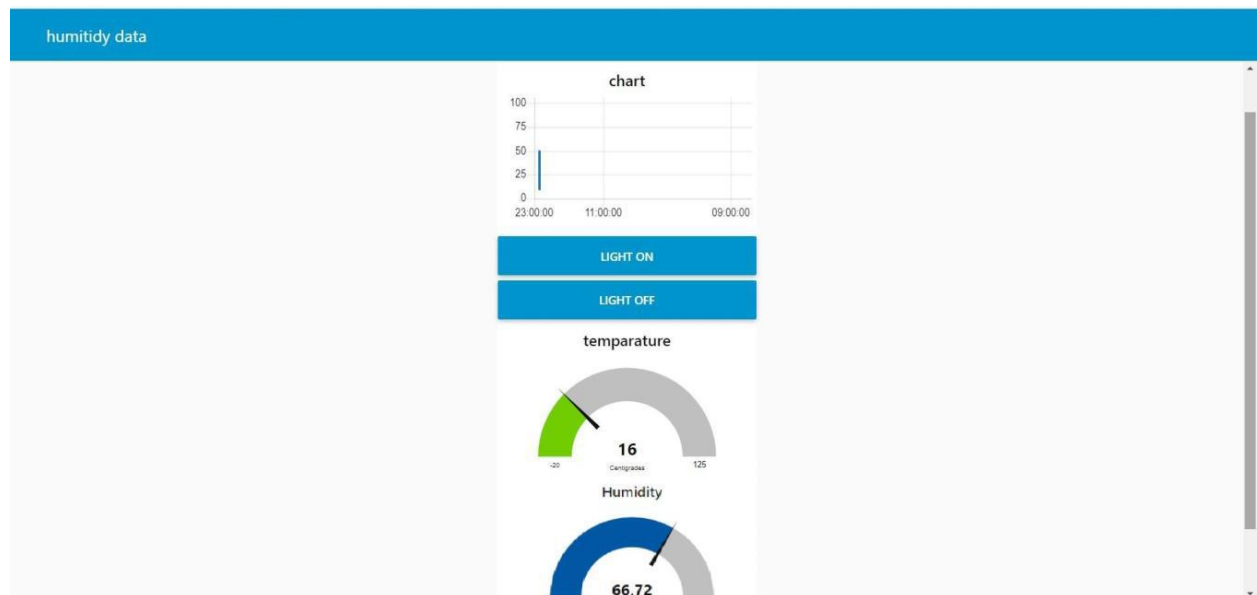 humitidy data
chart
100
75
50
25
0
23:00:00 11:00:00 09:00:00
LIGHT ON
LIGHT OFF
temparature
16
-20 Centigrades 125
Humidity
66.72